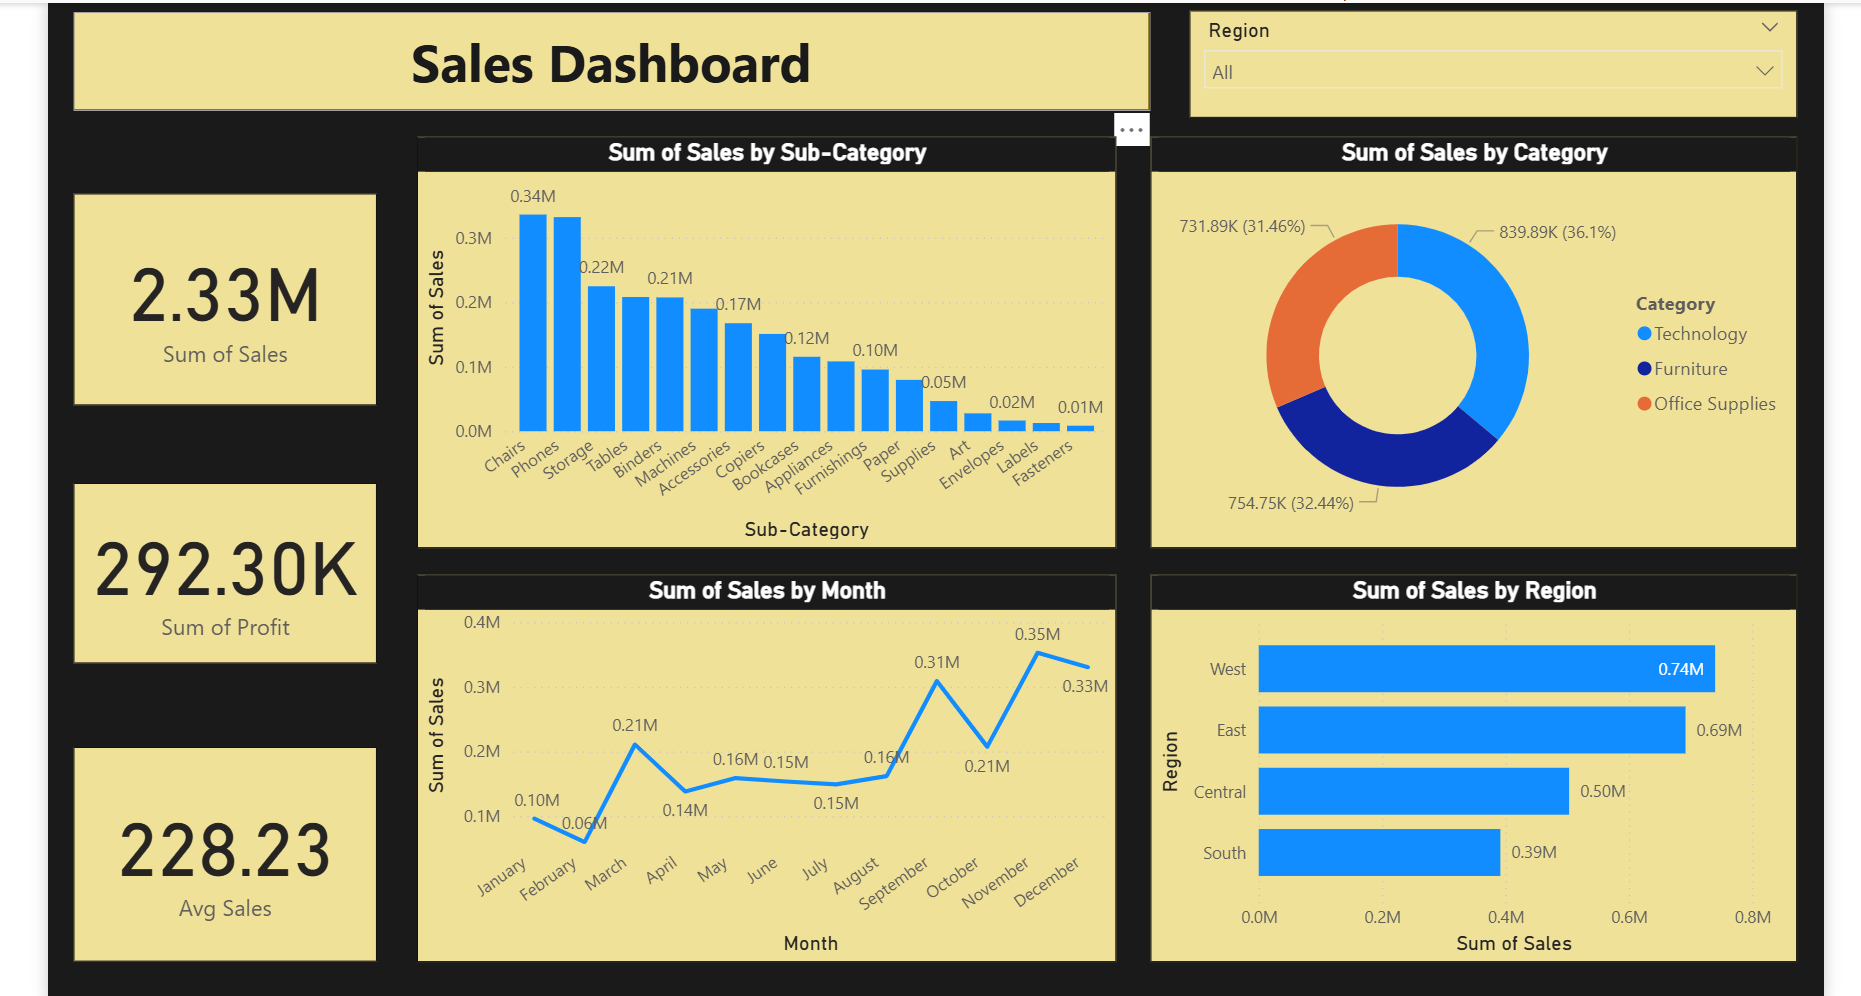 Sales Dashboard
Region
All
2.33M
Sum of Sales
292.30K
Sum of Profit
228.23
Avg Sales
Sum of Sales by Sub-Category
0.34M
0.22M
0.21M
0.17M
0.12M
0.10M
0.05M
0.02M
0.01M
0.3M
0.2M
0.1M
0.0M
Sum of Sales
Chairs
Phones
Storage
Tables
Binders
Machines
Accessories
Copiers
Bookcases
Appliances
Furnishings
Paper
Supplies
Art
Envelopes
Labels
Fasteners
Sub-Category
Sum of Sales by Category
731.89K (31.46%)
839.89K (36.1%)
754.75K (32.44%)
Category
Technology
Furniture
Office Supplies
Sum of Sales by Month
0.4M
0.3M
0.2M
0.1M
Sum of Sales
0.10M
0.06M
0.21M
0.14M
0.16M
0.15M
0.15M
0.16M
0.31M
0.21M
0.35M
0.33M
January
February
March
April
May
June
July
August
September
October
November
December
Month
Sum of Sales by Region
Region
West
0.74M
East
0.69M
Central
0.50M
South
0.39M
0.0M
0.2M
0.4M
0.6M
0.8M
Sum of Sales